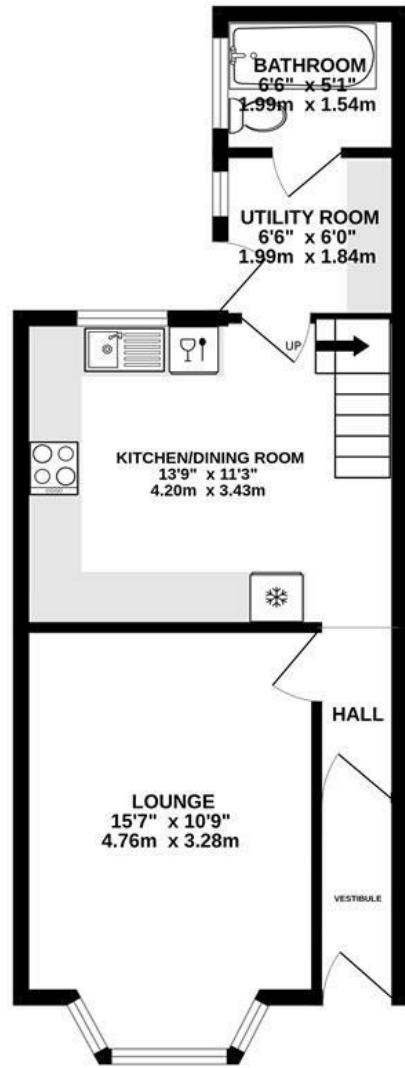 BATHROOM
6'6" x 5'1"
1.99m x 1.54m
UTILITY ROOM
6'6" x 6'0"
1.99m x 1.84m
UP
KITCHEN/DINING ROOM
13'9" x 11'3"
4.20m x 3.43m
HALL
LOUNGE
15'7" x 10'9"
4.76m x 3.28m
VESTIBULE